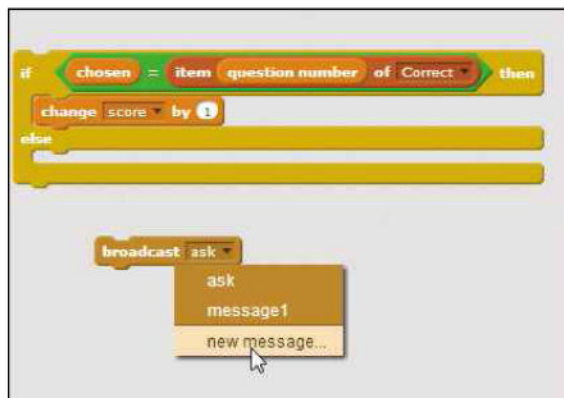 if chosen = item question number of Correct then
change score by 1
else
broadcast ask
ask
message1
new message...